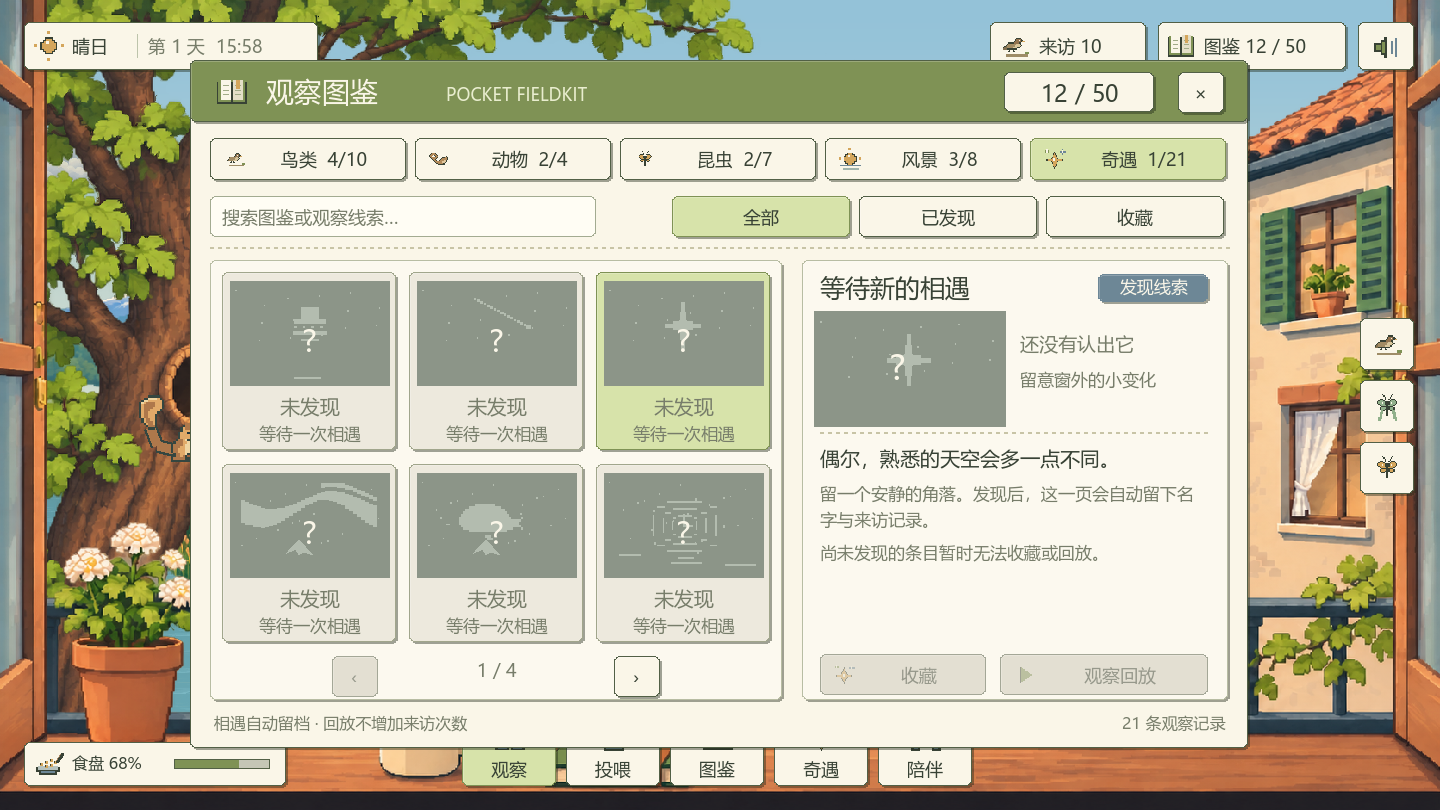 晴日
第 1 天 15:58
来访 10
图鉴 12 / 50
观察图鉴
POCKET FIELDKIT
12 / 50
×
鸟类 4/10
动物 2/4
昆虫 2/7
风景 3/8
奇遇 1/21
搜索图鉴或观察线索...
全部
已发现
收藏
?
未发现
等待一次相遇
?
未发现
等待一次相遇
?
未发现
等待一次相遇
?
未发现
等待一次相遇
?
未发现
等待一次相遇
?
未发现
等待一次相遇
‹
1 / 4
›
等待新的相遇
发现线索
?
还没有认出它
留意窗外的小变化
偶尔，熟悉的天空会多一点不同。
留一个安静的角落。发现后，这一页会自动留下名
字与来访记录。
尚未发现的条目暂时无法收藏或回放。
收藏
观察回放
相遇自动留档 · 回放不增加来访次数
21 条观察记录
食盘 68%
观察
投喂
图鉴
奇遇
陪伴